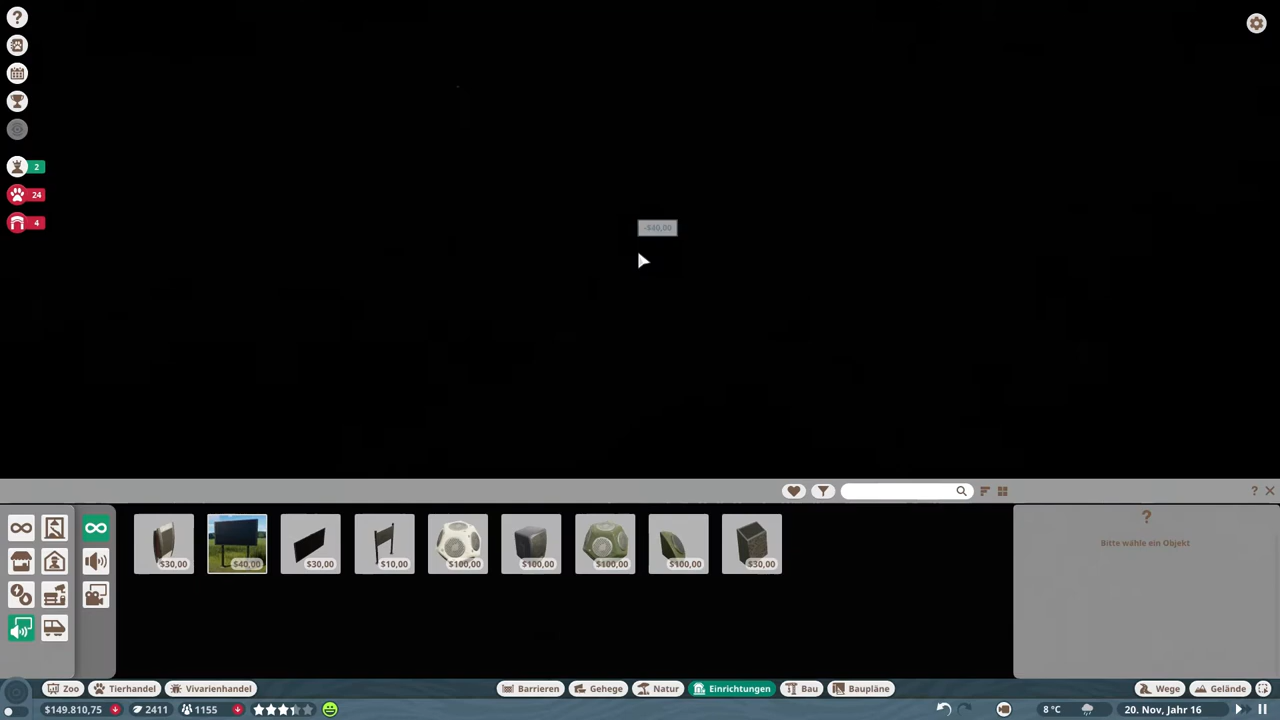 ?
2
24
4
-$40,00
?
Bitte wähle ein Objekt
$30,00
$40,00
$30,00
$10,00
$100,00
$100,00
$100,00
$100,00
$30,00
Zoo
Tierhandel
Vivarienhandel
Barrieren
Gehege
Natur
Einrichtungen
Bau
Baupläne
Wege
Gelände
$149.810,75
2411
1155
8 °C
20. Nov, Jahr 16